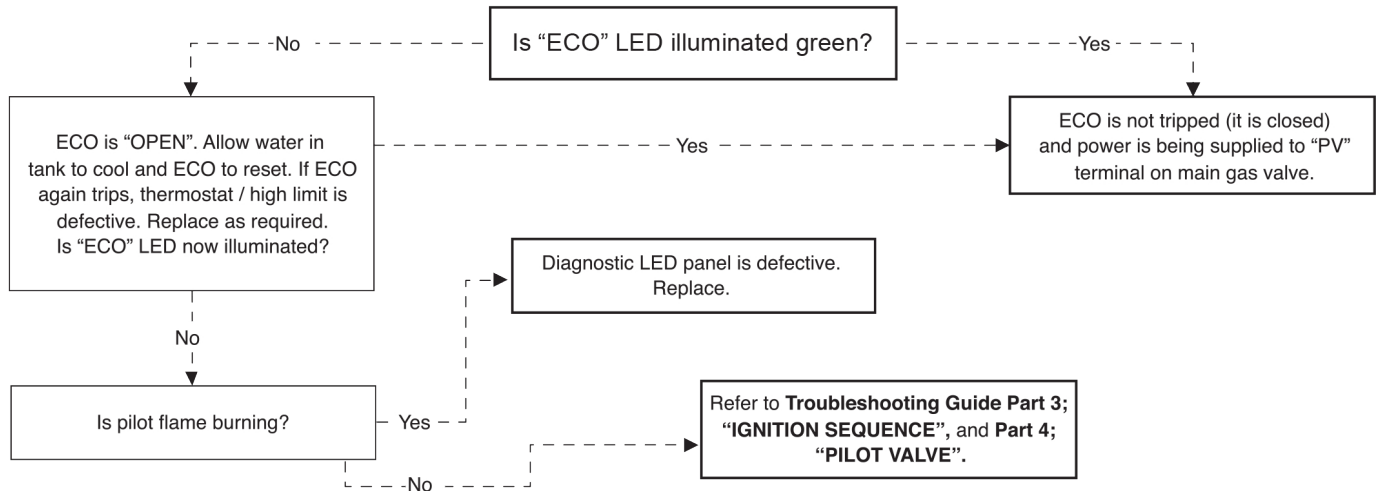 Is “ECO” LED illuminated green?
No
Yes
ECO is “OPEN”. Allow water in
tank to cool and ECO to reset. If ECO
again trips, thermostat / high limit is
defective. Replace as required.
Is “ECO” LED now illuminated?
Yes
ECO is not tripped (it is closed)
and power is being supplied to “PV”
terminal on main gas valve.
No
Diagnostic LED panel is defective.
Replace.
Is pilot flame burning?
Yes
No
Refer to Troubleshooting Guide Part 3;
“IGNITION SEQUENCE”, and Part 4;
“PILOT VALVE”.